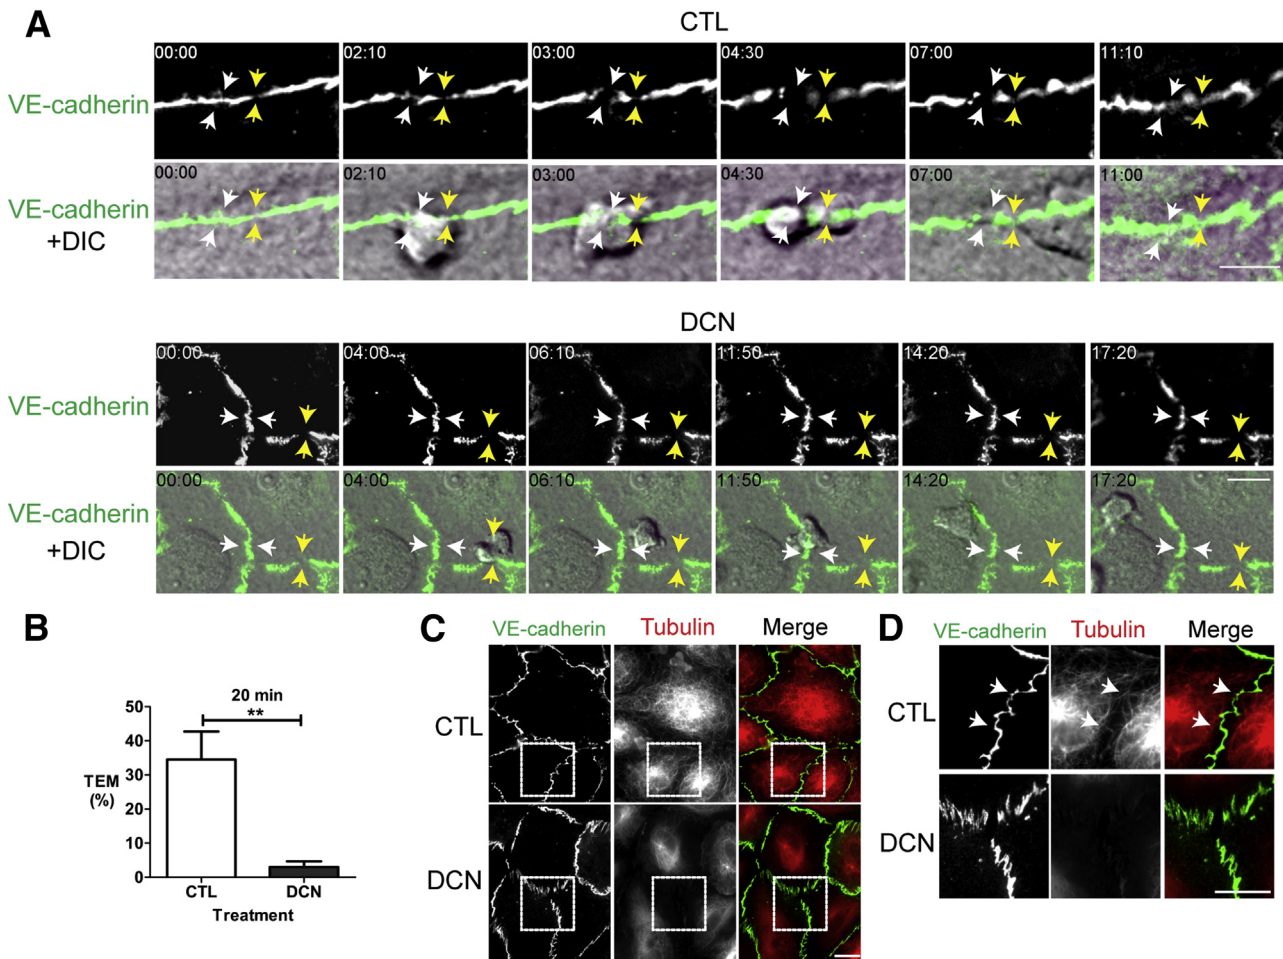 A
CTL
VE-cadherin
00:00 02:10 03:00 04:30 07:00 11:10
VE-cadherin
+DIC
00:00 02:10 03:00 04:30 07:00 11:00
DCN
VE-cadherin
00:00 04:00 06:10 11:50 14:20 17:20
VE-cadherin
+DIC
00:00 04:00 06:10 11:50 14:20 17:20
B
20 min
**
50
40
30
20
10
0
TEM
(%)
CTL DCN
Treatment
C
VE-cadherin Tubulin Merge
CTL
DCN
D
VE-cadherin Tubulin Merge
CTL
DCN